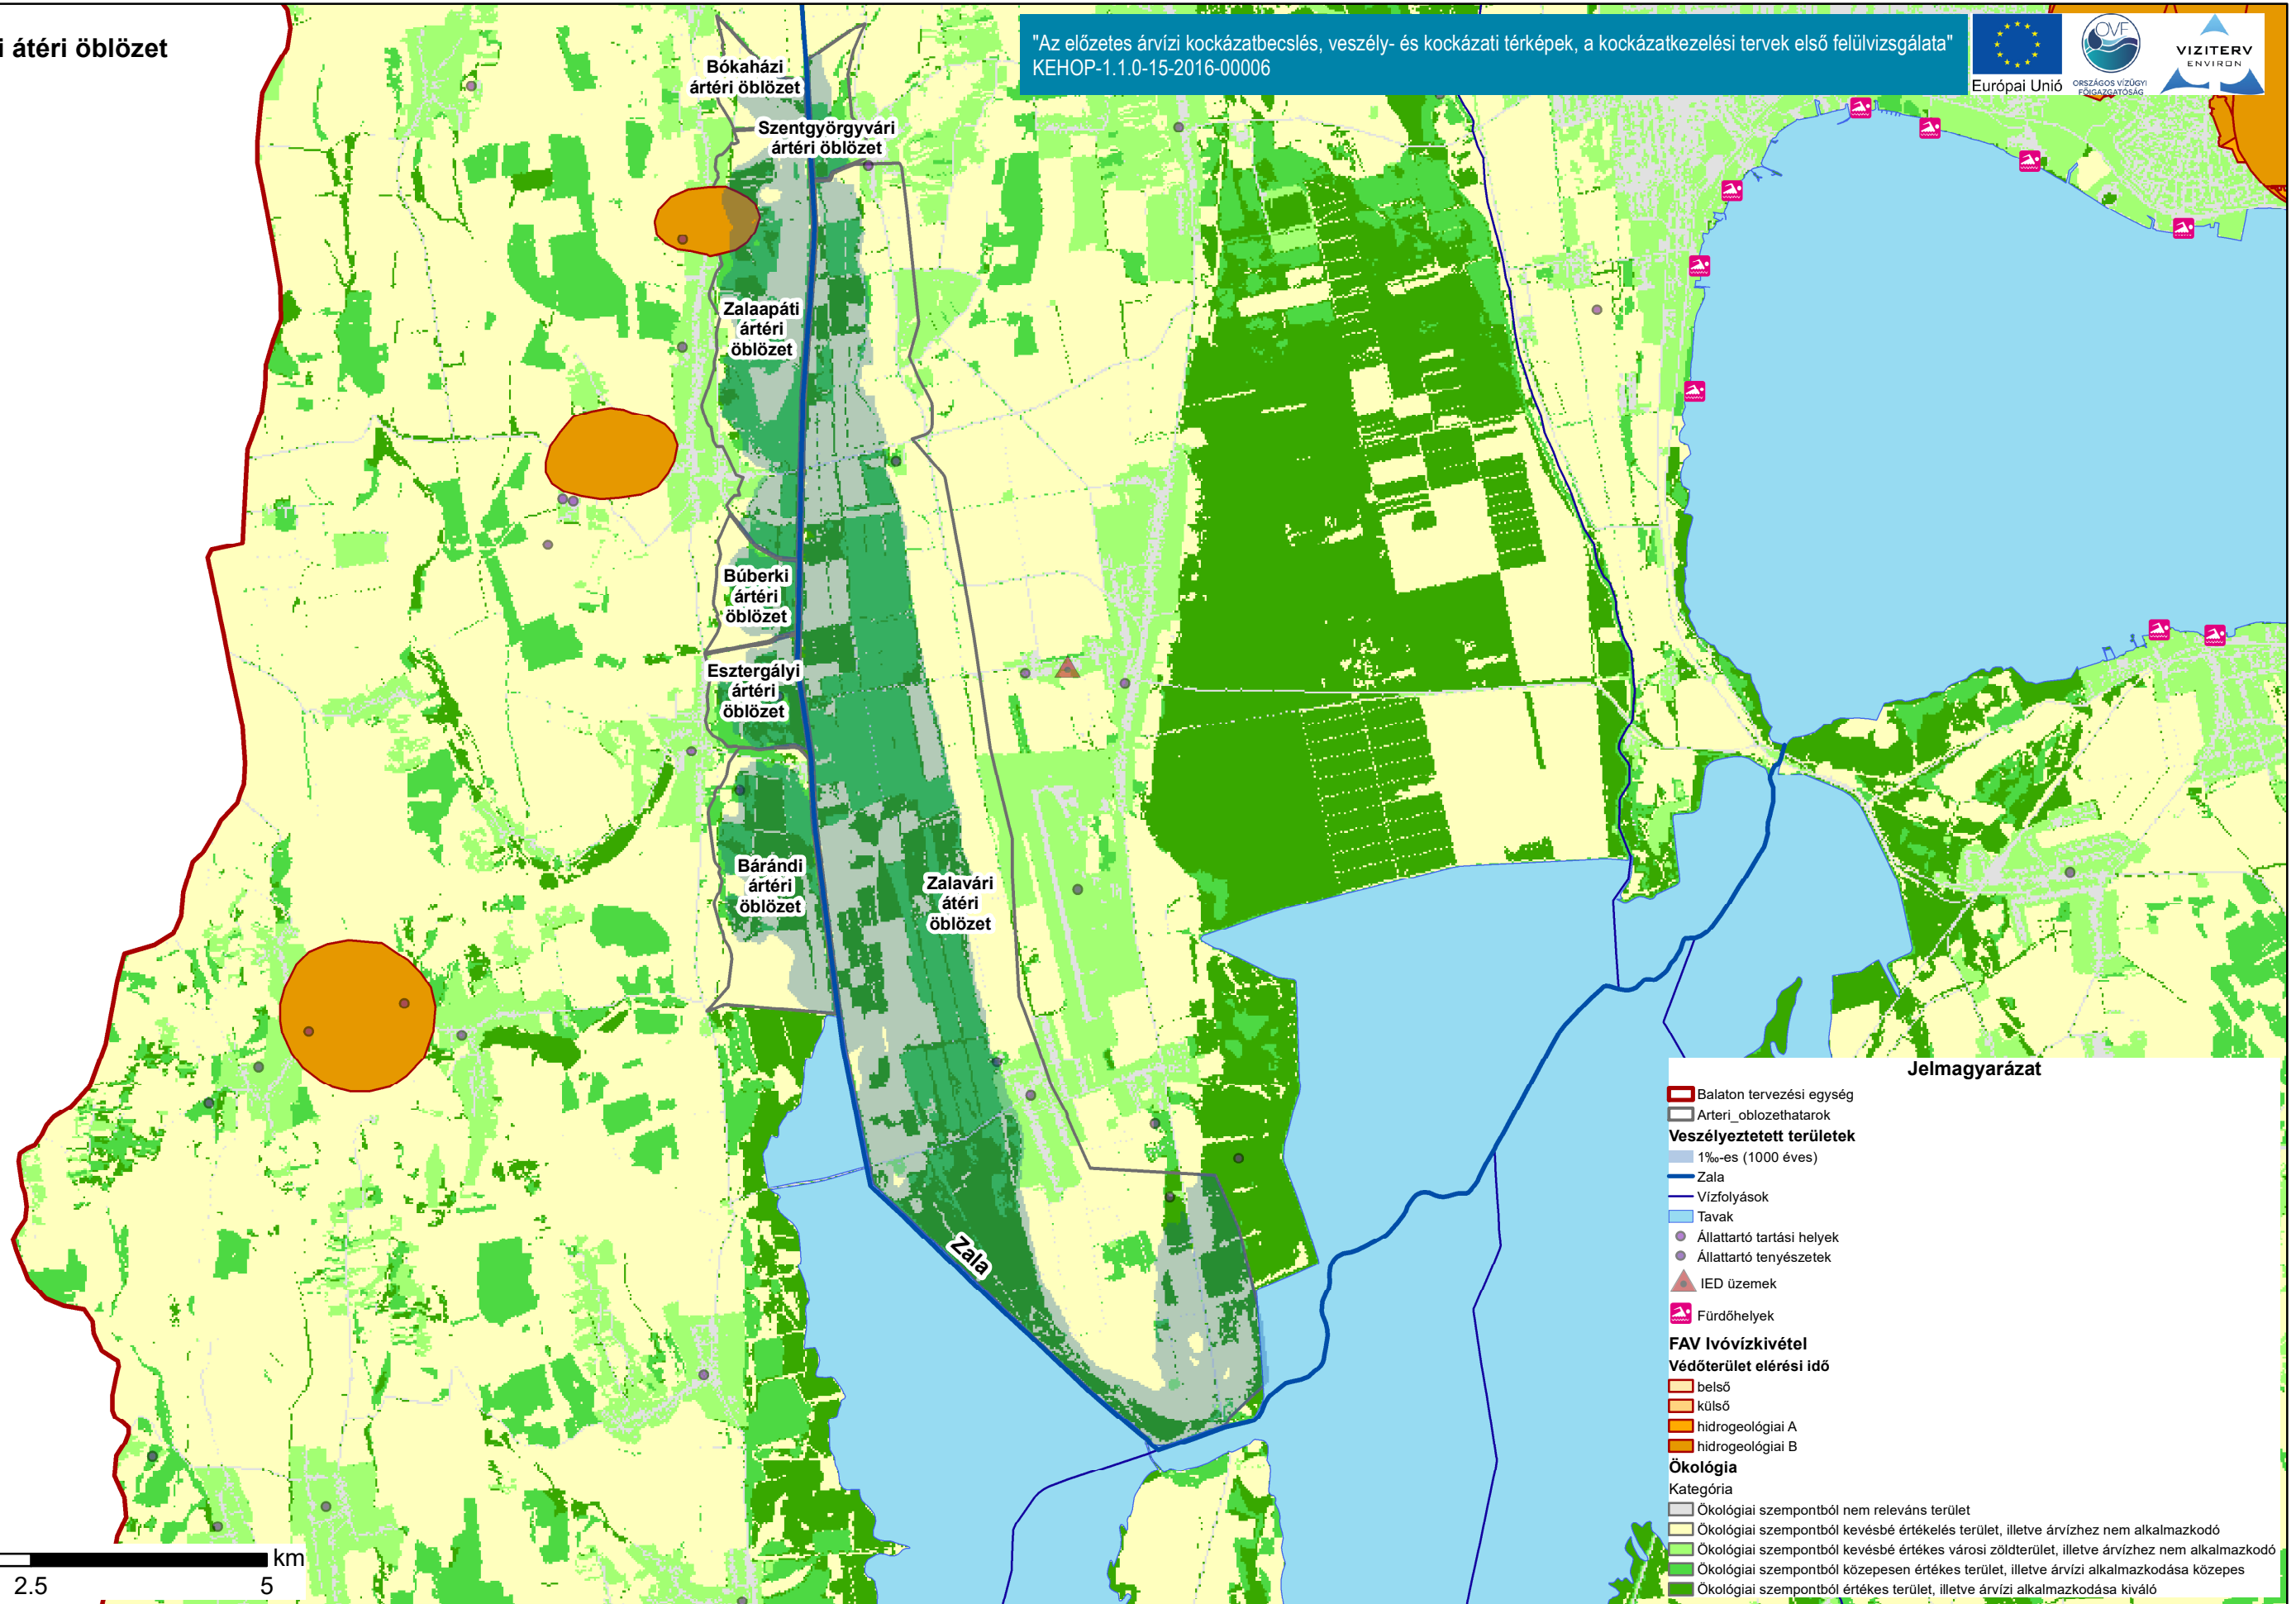 i átéri öblözet
"Az előzetes árvízi kockázatbecslés, veszély- és kockázati térképek, a kockázatkezelési tervek első felülvizsgálata"
KEHOP-1.1.0-15-2016-00006
Európai Unió
OVF
ORSZÁGOS VÍZÜGYI
FŐIGAZGATÓSÁG
VIZITERV
ENVIRON
Bókaházi
ártéri öblözet
Szentgyörgyvári
ártéri öblözet
Zalaapáti
ártéri
öblözet
Búberki
ártéri
öblözet
Esztergályi
ártéri
öblözet
Bárándi
ártéri
öblözet
Zalavári
átéri
öblözet
Zala
Jelmagyarázat
Balaton tervezési egység
Arteri_oblozethatarok
Veszélyeztetett területek
1‰-es (1000 éves)
Zala
Vízfolyások
Tavak
Állattartó tartási helyek
Állattartó tenyészetek
IED üzemek
Fürdőhelyek
FAV Ivóvízkivétel
Védőterület elérési idő
belső
külső
hidrogeológiai A
hidrogeológiai B
Ökológia
Kategória
Ökológiai szempontból nem releváns terület
Ökológiai szempontból kevésbé értékelés terület, illetve árvízhez nem alkalmazkodó
Ökológiai szempontból kevésbé értékes városi zöldterület, illetve árvízhez nem alkalmazkodó
Ökológiai szempontból közepesen értékes terület, illetve árvízi alkalmazkodása közepes
Ökológiai szempontból értékes terület, illetve árvízi alkalmazkodása kiváló
km
2.5 5